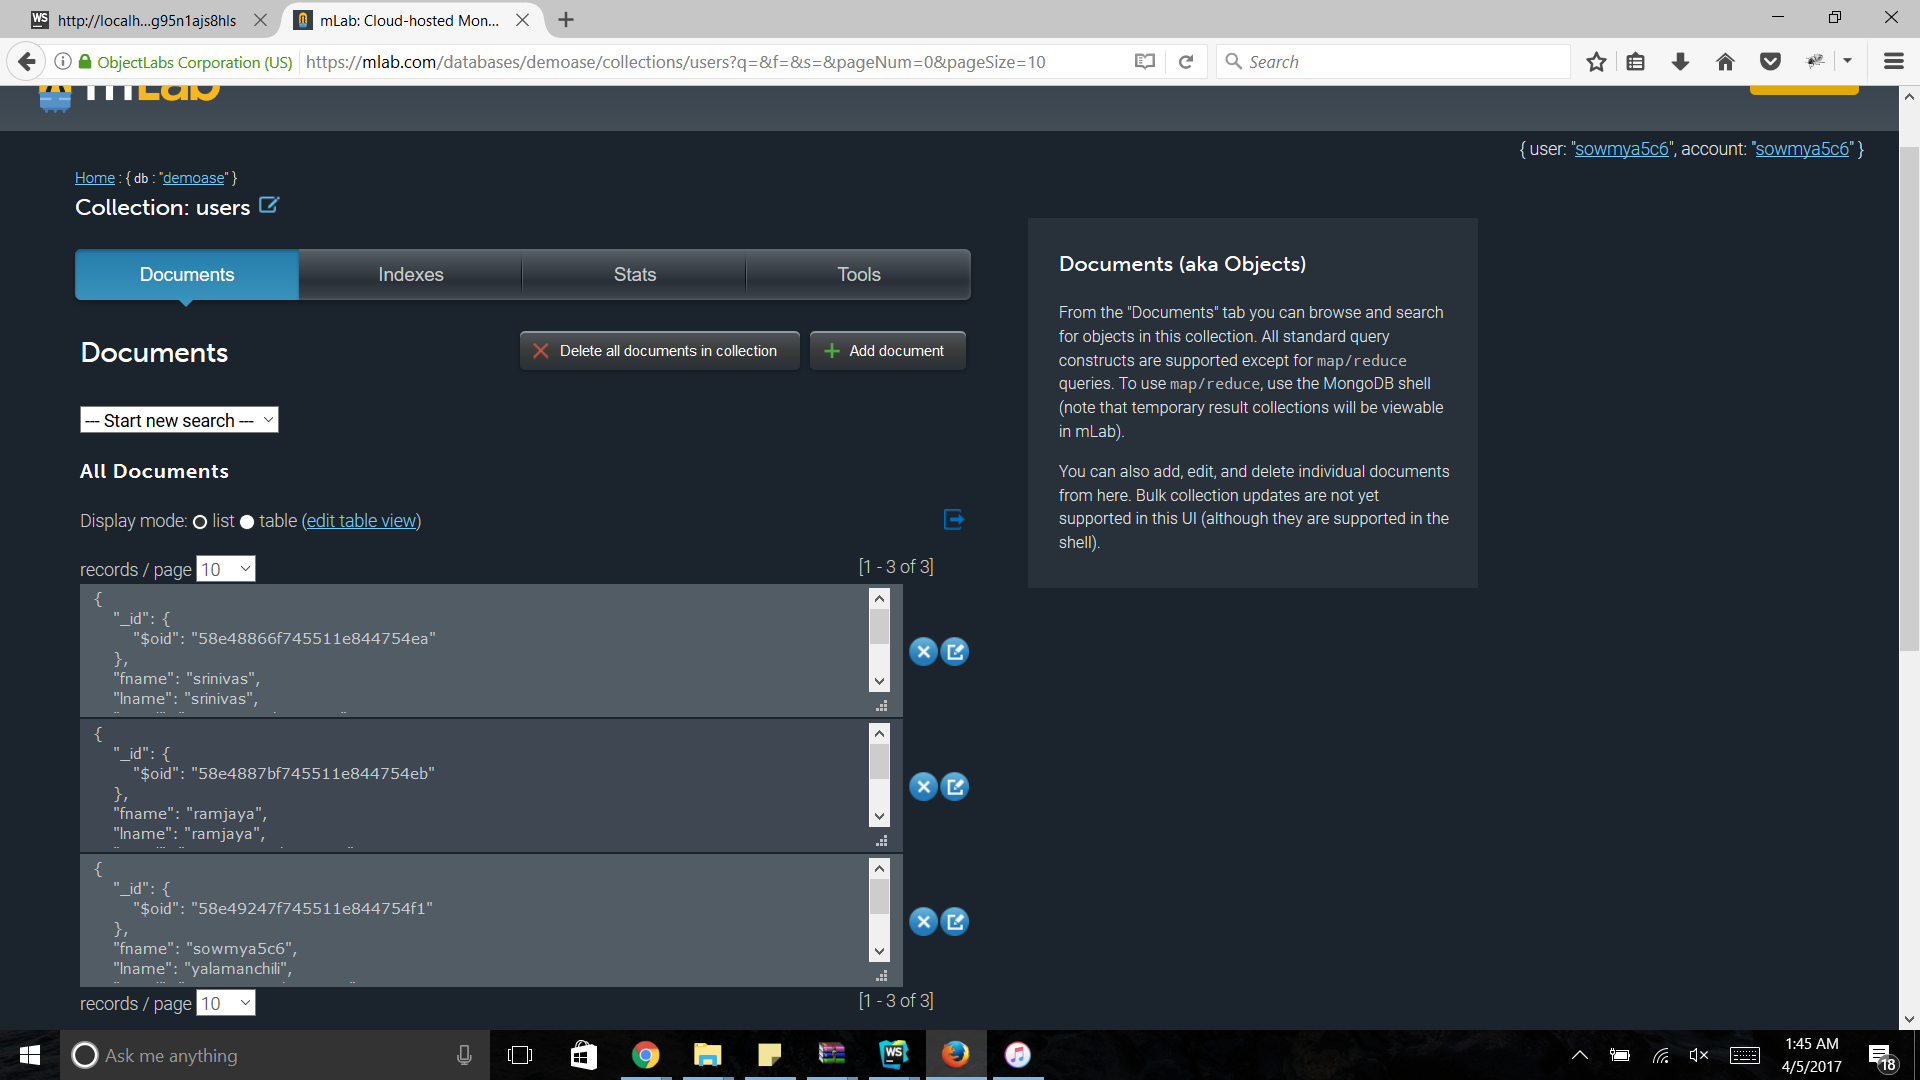 WS http://localh...g95n1ajs8hls
mLab: Cloud-hosted Mon...
ObjectLabs Corporation (US) https://mlab.com/databases/demoase/collections/users?q=&f=&s=&pageNum=0&pageSize=10
Search
mLab
{ user: "sowmya5c6", account: "sowmya5c6" }
Home : { db : "demoase" }
Collection: users
Documents Indexes Stats Tools
Documents
Delete all documents in collection
Add document
--- Start new search ---
All Documents
Display mode: list table (edit table view)
records / page 10
[1 - 3 of 3]
{
"_id": {
"$oid": "58e48866f745511e844754ea"
},
"fname": "srinivas",
"lname": "srinivas",
{
"_id": {
"$oid": "58e4887bf745511e844754eb"
},
"fname": "ramjaya",
"lname": "ramjaya",
{
"_id": {
"$oid": "58e49247f745511e844754f1"
},
"fname": "sowmya5c6",
"lname": "yalamanchili",
records / page 10
[1 - 3 of 3]
Documents (aka Objects)
From the "Documents" tab you can browse and search
for objects in this collection. All standard query
constructs are supported except for map/reduce
queries. To use map/reduce, use the MongoDB shell
(note that temporary result collections will be viewable
in mLab).
You can also add, edit, and delete individual documents
from here. Bulk collection updates are not yet
supported in this UI (although they are supported in the
shell).
Ask me anything
WS
1:45 AM
4/5/2017
18